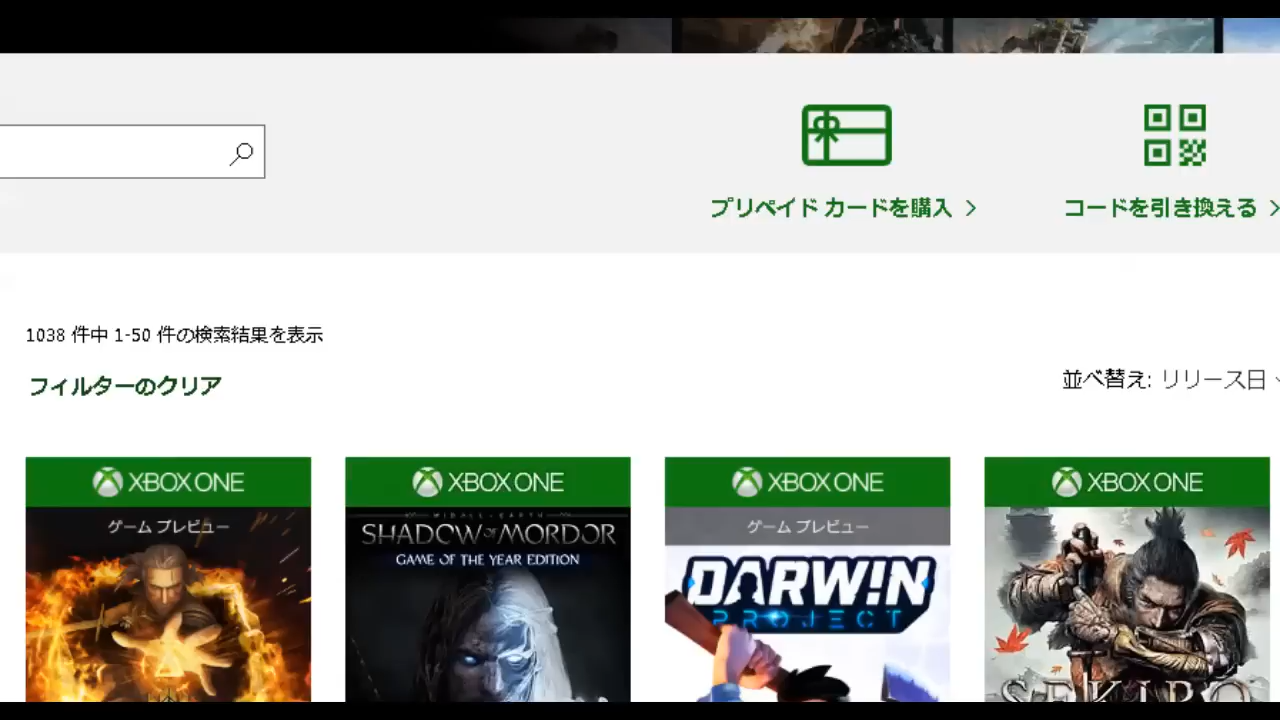 プリペイド カードを購入
コードを引き換える
1038 件中 1-50 件の検索結果を表示
フィルターのクリア
並べ替え: リリース日
XBOX ONE
XBOX ONE
XBOX ONE
XBOX ONE
ゲーム プレビュー
MIDDLE-EARTH
SHADOW OF MORDOR
GAME OF THE YEAR EDITION
ゲーム プレビュー
DARWIN
PROJECT
SEKIRO